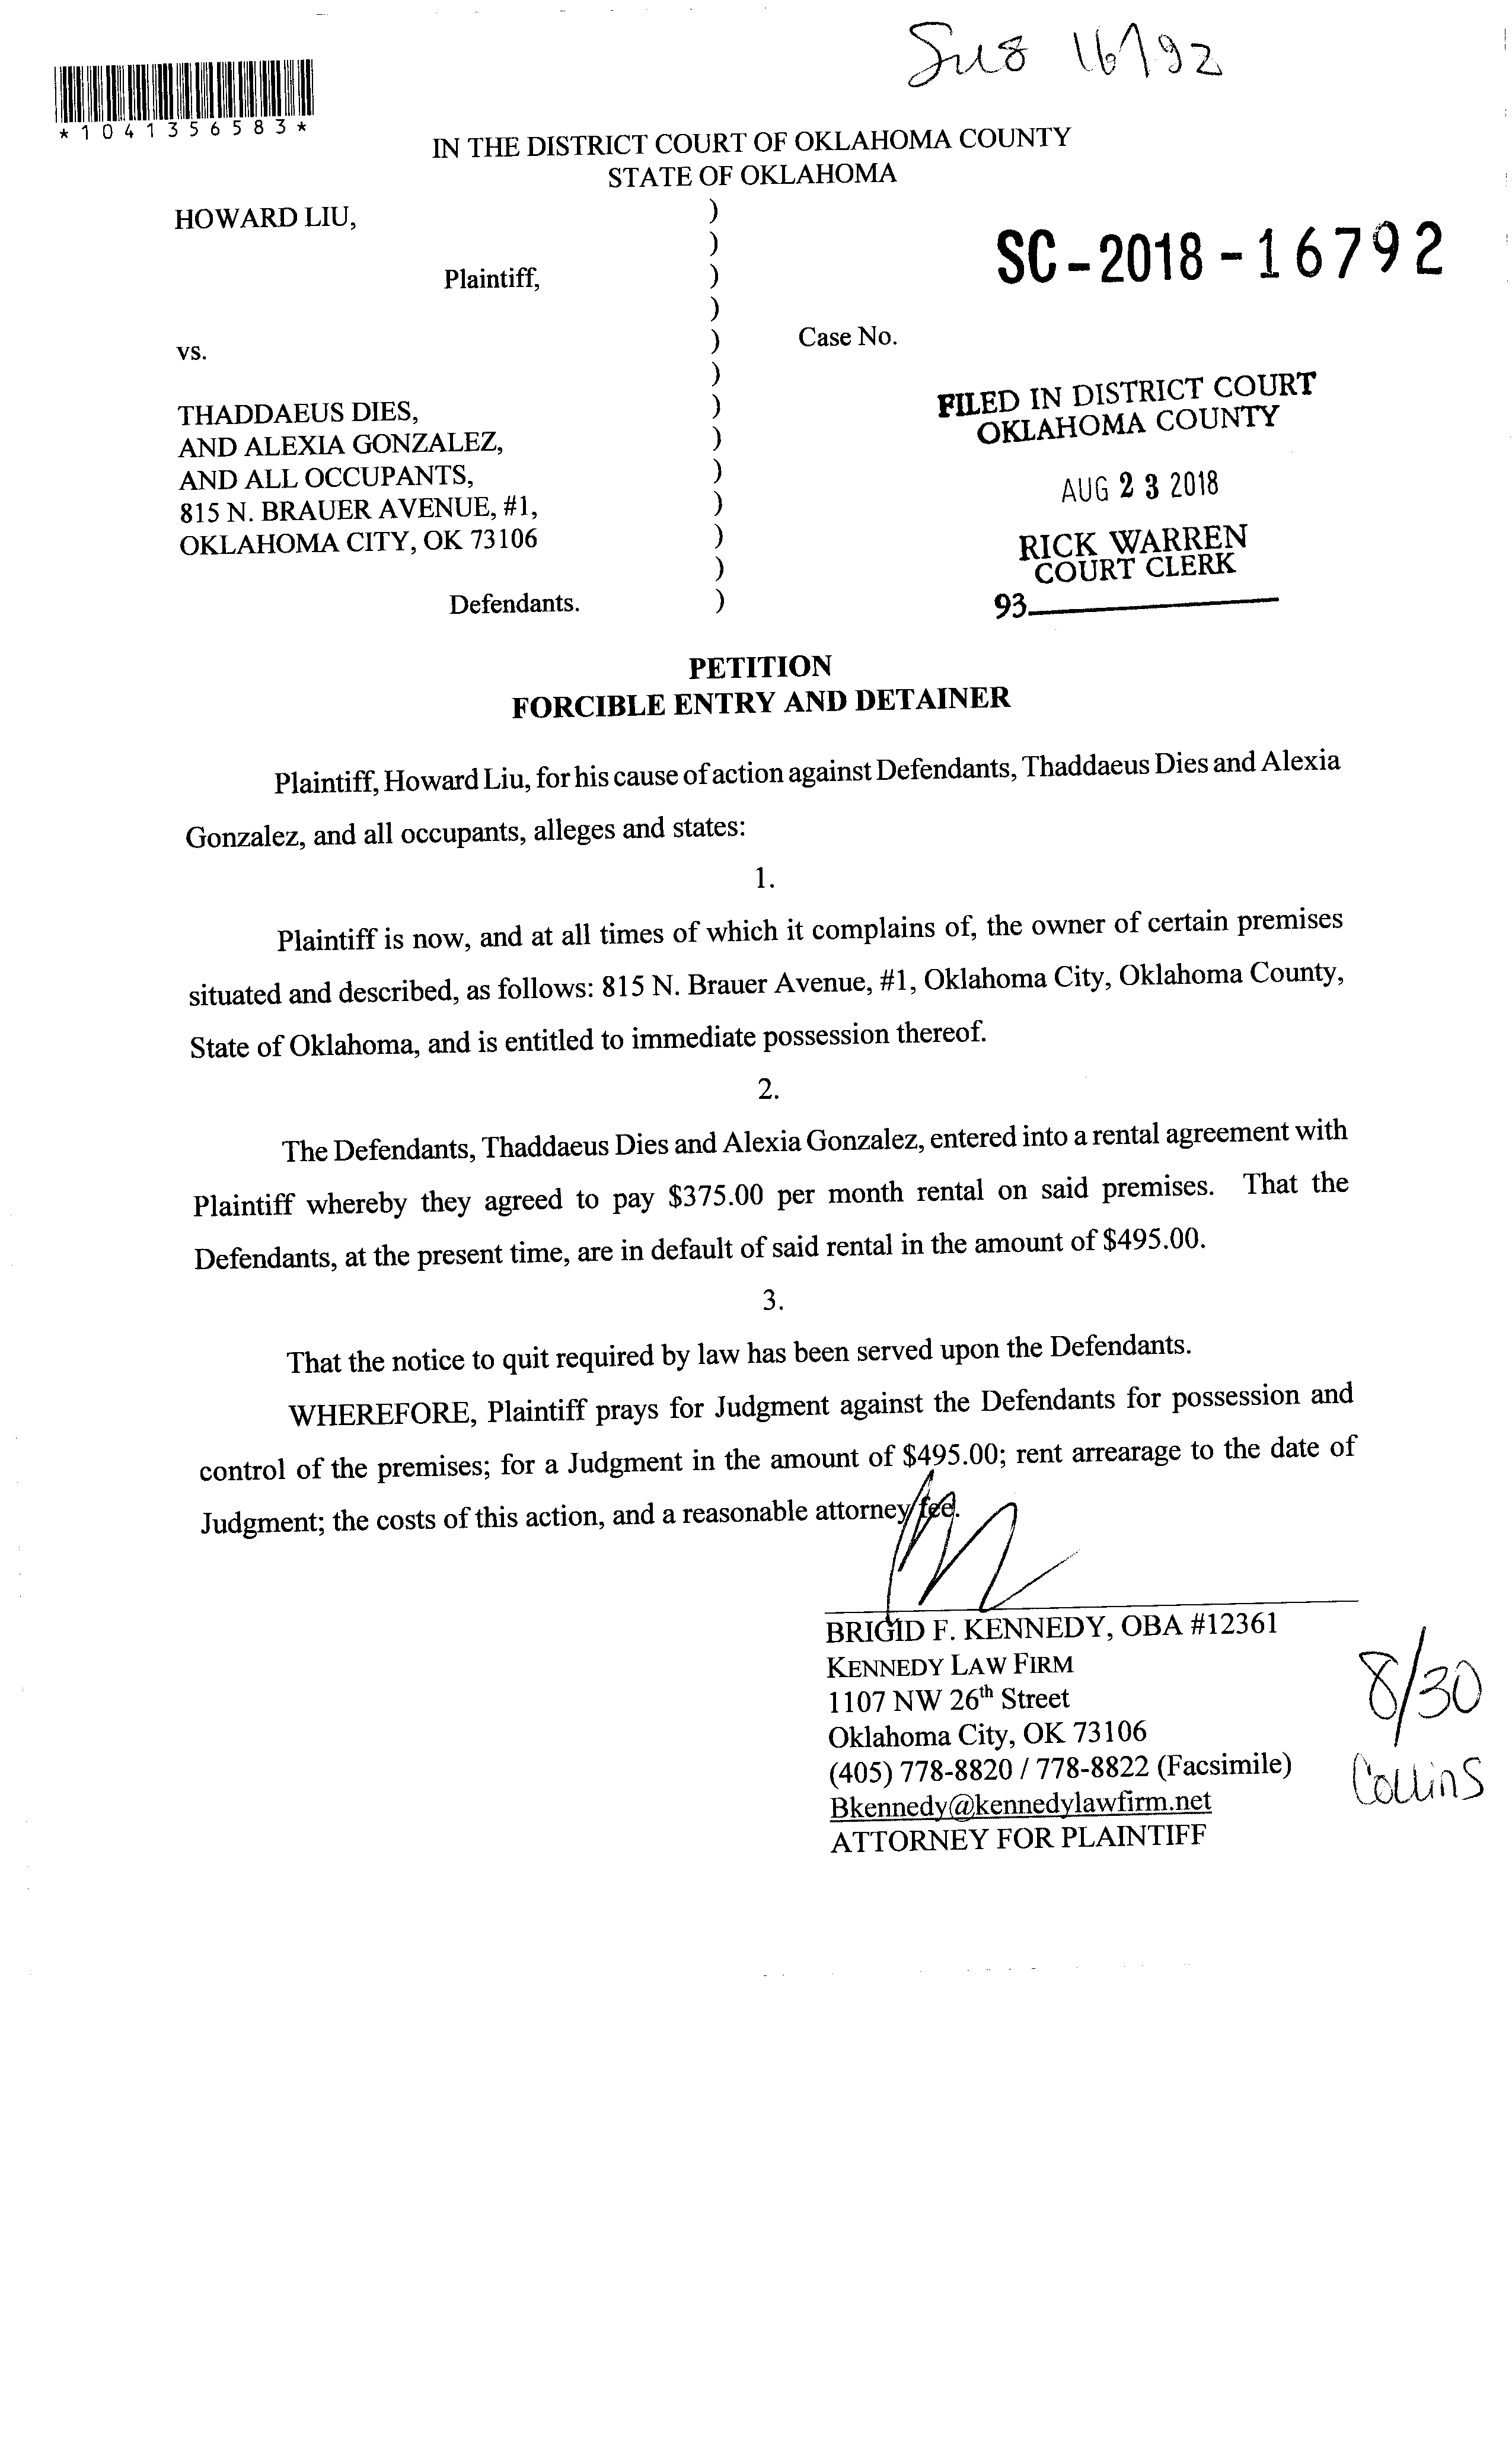 16792
*1041356583*
IN THE DISTRICT COURT OF OKLAHOMA COUNTY
STATE OF OKLAHOMA
HOWARD LIU, )
)
Plaintiff, )
)
vs. ) Case No.
SC-2018-16792
)
THADDAEUS DIES, )
AND ALEXIA GONZALEZ, )
AND ALL OCCUPANTS, )
815 N. BRAUER AVENUE, #1, )
OKLAHOMA CITY, OK 73106 )
)
Defendants. )
FILED IN DISTRICT COURT
OKLAHOMA COUNTY
AUG 23 2018
RICK WARREN
COURT CLERK
93
PETITION
FORCIBLE ENTRY AND DETAINER
Plaintiff, Howard Liu, for his cause of action against Defendants, Thaddaeus Dies and Alexia
Gonzalez, and all occupants, alleges and states:
1.
Plaintiff is now, and at all times of which it complains of, the owner of certain premises
situated and described, as follows: 815 N. Brauer Avenue, #1, Oklahoma City, Oklahoma County,
State of Oklahoma, and is entitled to immediate possession thereof.
2.
The Defendants, Thaddaeus Dies and Alexia Gonzalez, entered into a rental agreement with
Plaintiff whereby they agreed to pay $375.00 per month rental on said premises. That the
Defendants, at the present time, are in default of said rental in the amount of $495.00.
3.
That the notice to quit required by law has been served upon the Defendants.
WHEREFORE, Plaintiff prays for Judgment against the Defendants for possession and
control of the premises; for a Judgment in the amount of $495.00; rent arrearage to the date of
Judgment; the costs of this action, and a reasonable attorney fee.
BRIGID F. KENNEDY, OBA #12361
KENNEDY LAW FIRM
1107 NW 26th Street
Oklahoma City, OK 73106
(405) 778-8820 / 778-8822 (Facsimile)
Bkennedy@kennedylawfirm.net
ATTORNEY FOR PLAINTIFF
8/30
Collins